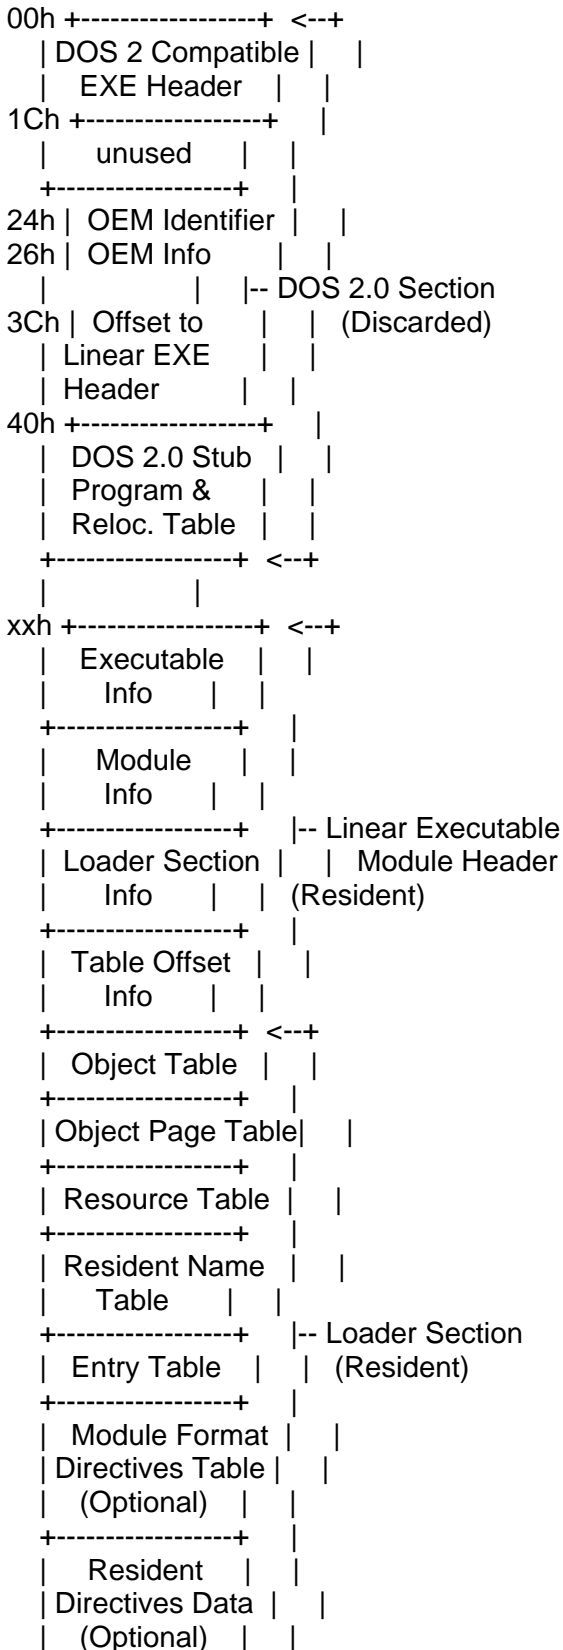 00h +------------------+  <--+
    | DOS 2 Compatible |     |
    |    EXE Header    |     |
1Ch +------------------+     |
    |      unused      |     |
    +------------------+     |
24h |  OEM Identifier  |     |
26h |  OEM Info        |     |
    |                  |     |-- DOS 2.0 Section
3Ch |  Offset to       |     |   (Discarded)
    |  Linear EXE      |     |
    |  Header          |     |
40h +------------------+     |
    |   DOS 2.0 Stub   |     |
    |   Program &      |     |
    |   Reloc. Table   |     |
    +------------------+  <--+
    |                  |
xxh +------------------+  <--+
    |    Executable    |     |
    |       Info       |     |
    +------------------+     |
    |      Module      |     |
    |       Info       |     |
    +------------------+     |-- Linear Executable
    |  Loader Section  |     |   Module Header
    |       Info       |     |   (Resident)
    +------------------+     |
    |   Table Offset   |     |
    |       Info       |     |
    +------------------+  <--+
    |   Object Table   |     |
    +------------------+     |
    | Object Page Table|     |
    +------------------+     |
    |  Resource Table  |     |
    +------------------+     |
    |  Resident Name   |     |
    |      Table       |     |
    +------------------+     |-- Loader Section
    |   Entry Table    |     |   (Resident)
    +------------------+     |
    |   Module Format  |     |
    | Directives Table |     |
    |    (Optional)    |     |
    +------------------+     |
    |     Resident     |     |
    | Directives Data  |     |
    |    (Optional)    |     |